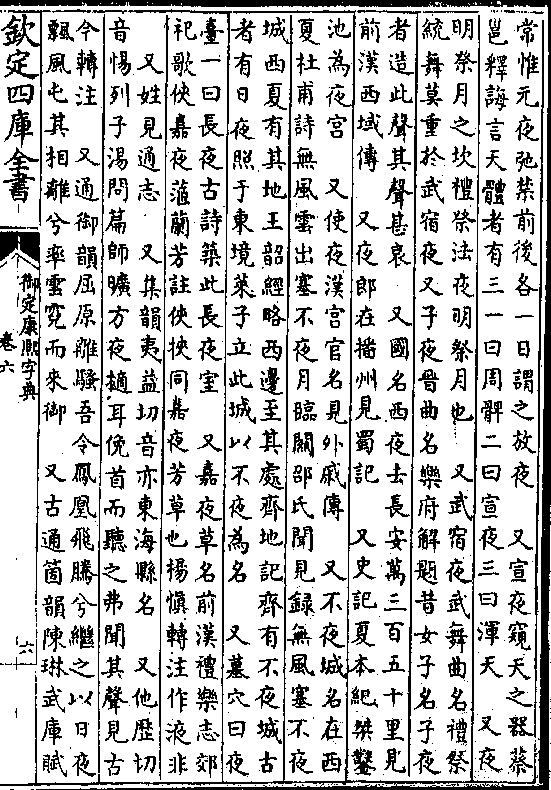 常惟元夜弛禁前後各一日謂之放夜　又宣夜窺天之器蔡
邕釋誨言天體者有三一曰周髀二曰宣夜三曰渾天　又夜
明祭月之坎禮祭法夜明祭月也　又武宿夜武舞曲名禮祭
統舞莫重於武宿夜又子夜晉曲名樂府解題昔女子名子夜
者造此聲其聲甚哀　又國名西夜去長安萬三百五十里見
前漢西域傳　又夜郎在播州見蜀記　又史記夏本紀桀鑿
池為夜宮　又使夜漢宮官名見外戚傳　又不夜城名在西
夏杜甫詩無風雲出塞不夜月臨關邵氏聞見録無風塞不夜
城西夏有其地王韶經略西邊至其處齊地記齊有不夜城古
者有日夜照于東境萊子立此城以不夜為名　又墓穴曰夜
臺一曰長夜古詩築此長夜室　又嘉夜草名前漢禮樂志郊
祀歌俠嘉夜茝蘭芳註俠挾同嘉夜芳草也楊慎轉注作液非
又姓見通志　又集韻夷益切音亦東海縣名　又他歴切
音惕列子湯問篇師曠方夜擿耳俛首而聽之弗聞其聲見古
今轉注　又通御韻屈原離騷吾令鳳凰飛騰兮繼之以日夜
飄風屯其相離兮率雲霓而來御　又古通箇韻陳琳武庫賦
欽定四庫全書
御定康熙字典
卷六
六